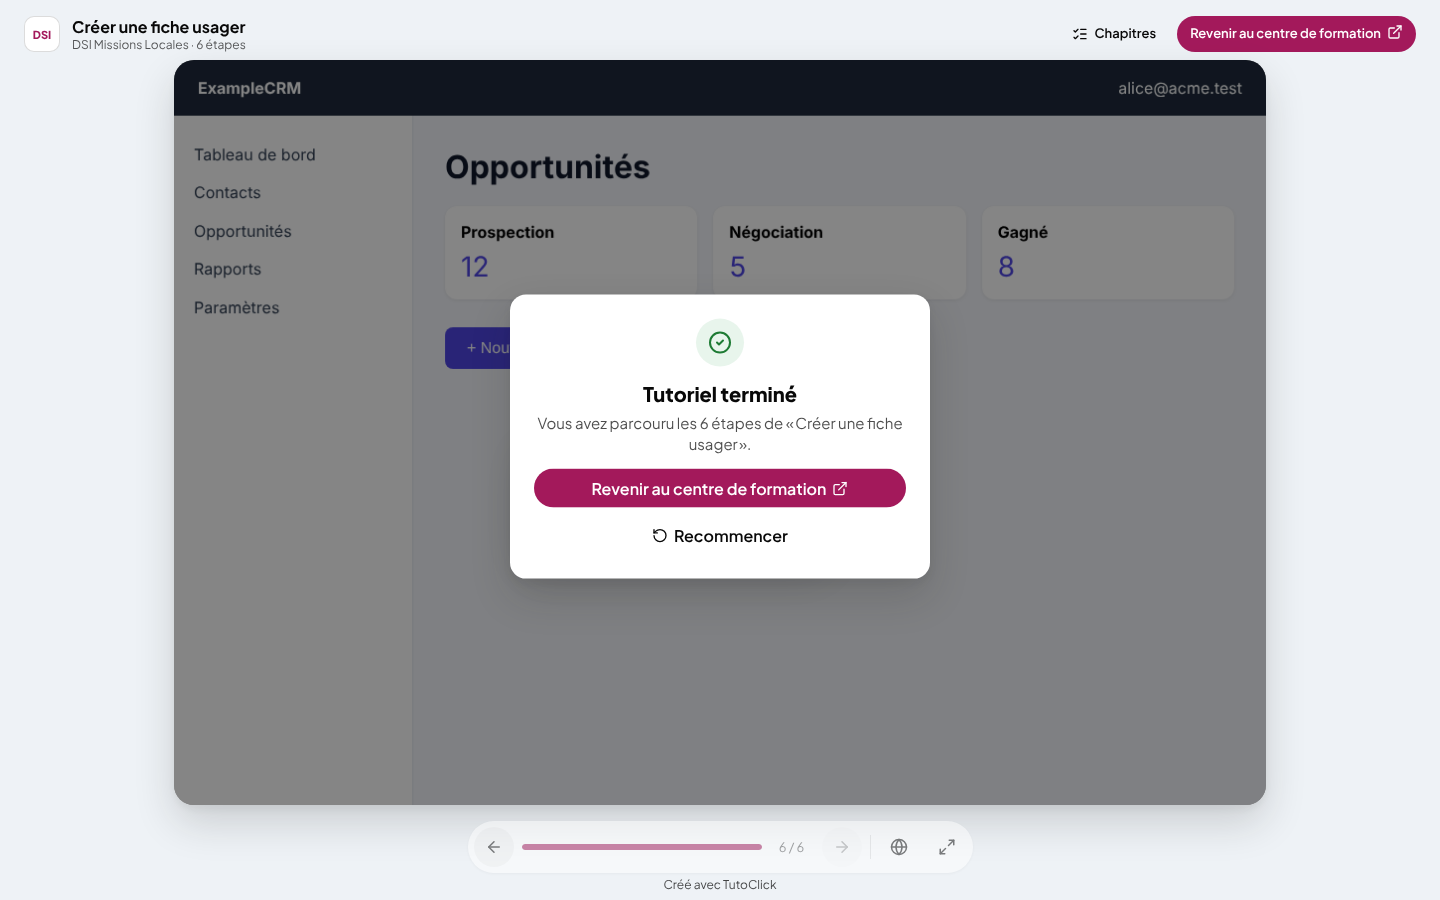 DSI
Créer une fiche usager
DSI Missions Locales · 6 étapes
Chapitres
Revenir au centre de formation
ExampleCRM
alice@acme.test
Tableau de bord
Contacts
Opportunités
Rapports
Paramètres
Opportunités
Prospection
12
Négociation
5
Gagné
8
+ Nou
Tutoriel terminé
Vous avez parcouru les 6 étapes de « Créer une fiche
usager ».
Revenir au centre de formation
Recommencer
6 / 6
Créé avec TutoClick